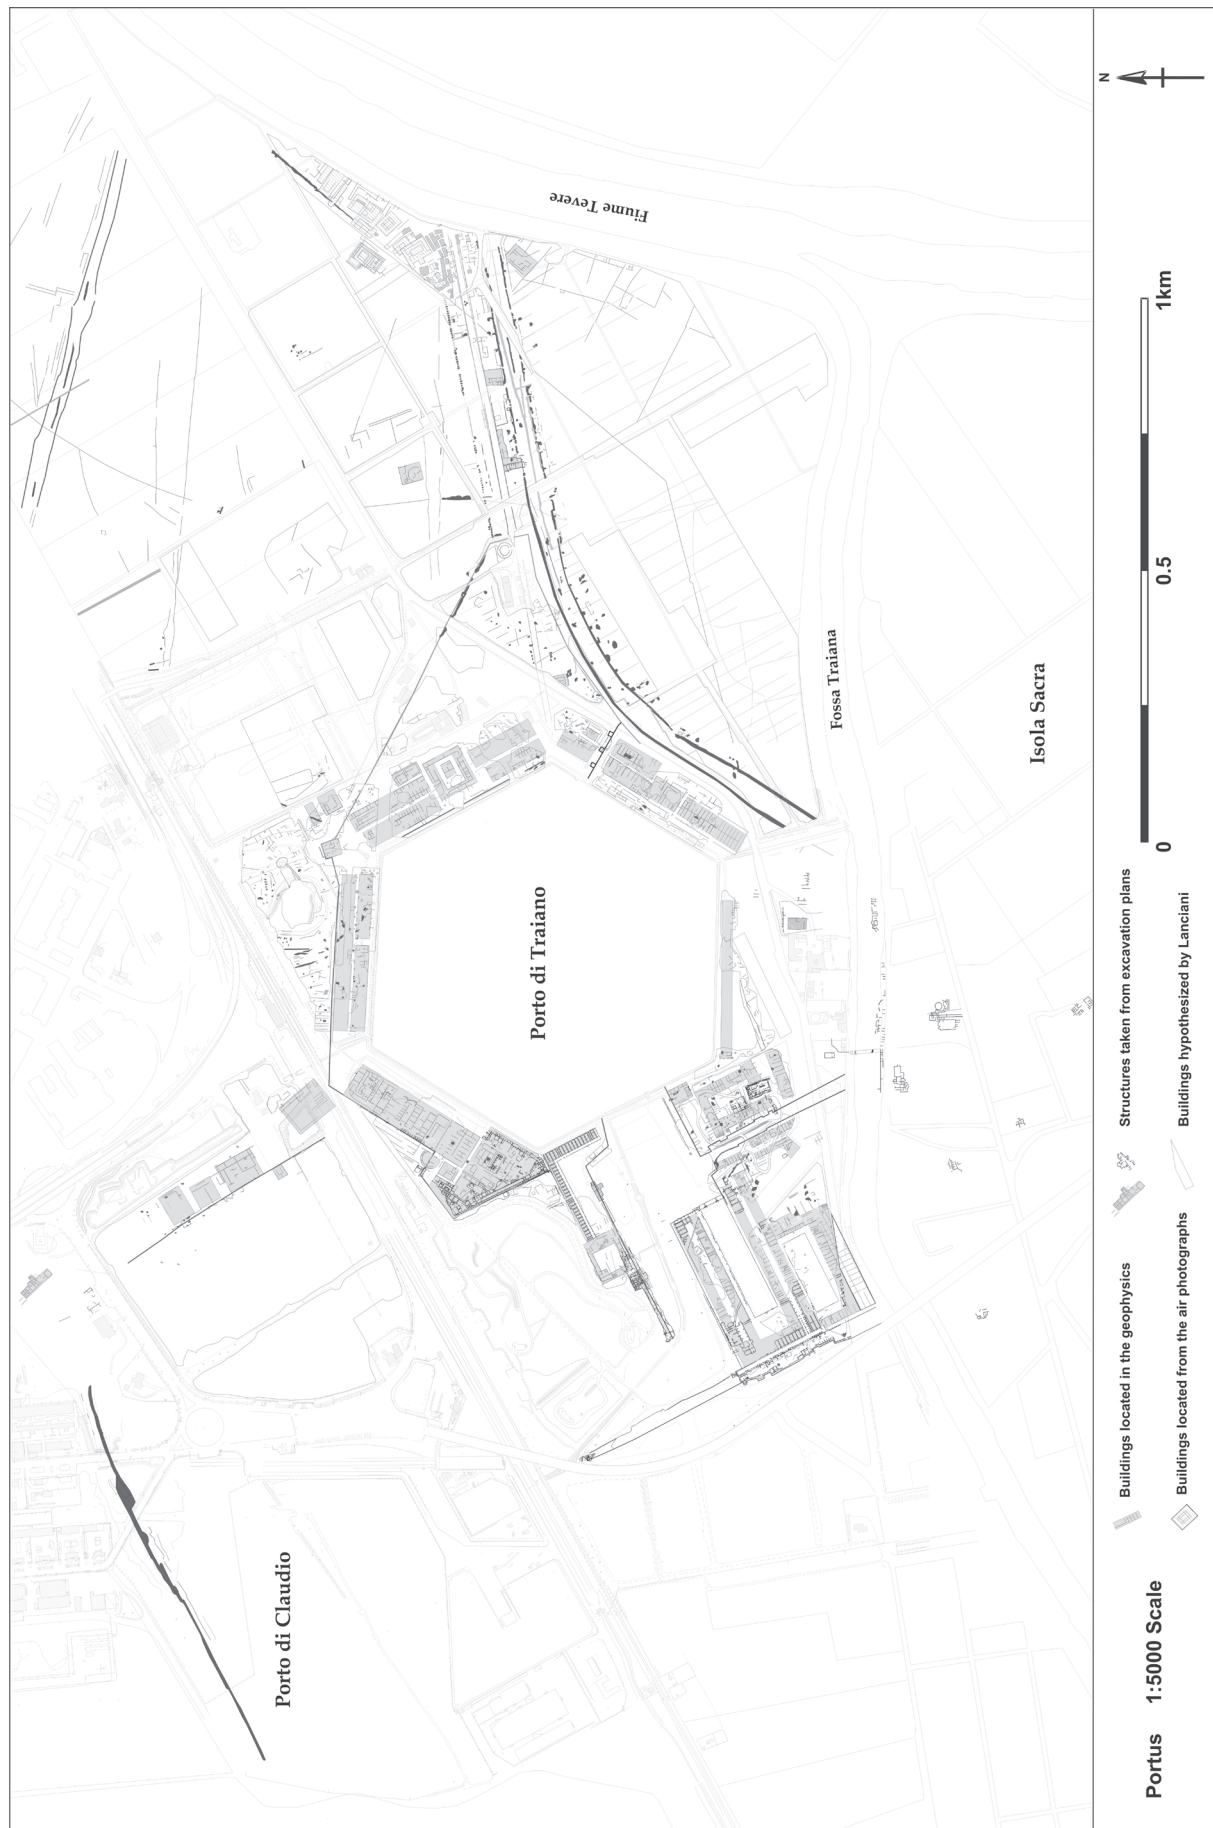 Porto di Claudio
Porto di Traiano
Fiume Tevere
Fossa Traiana
Isola Sacra
Portus 1:5000 Scale
Buildings located in the geophysics
Structures taken from excavation plans
Buildings located from the air photographs
Buildings hypothesized by Lanciani
0
0.5
1km
N